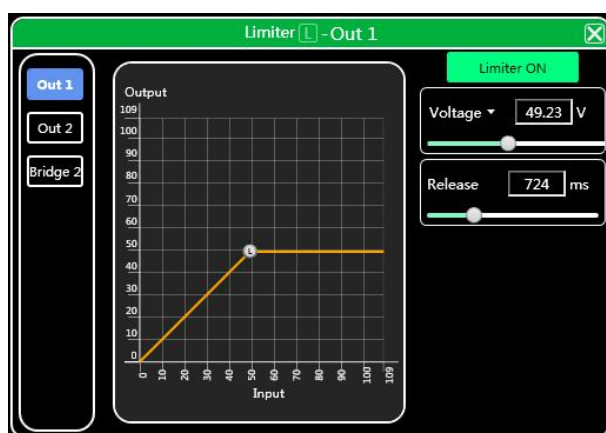 Limiter L -Out 1
Out 1
Out 2
Bridge 2
Output
109
100
90
80
70
60
50
40
30
20
10
0
L
0 10 20 30 40 50 60 70 80 90 100 109
Input
Limiter ON
Voltage 49.23 V
Release 724 ms